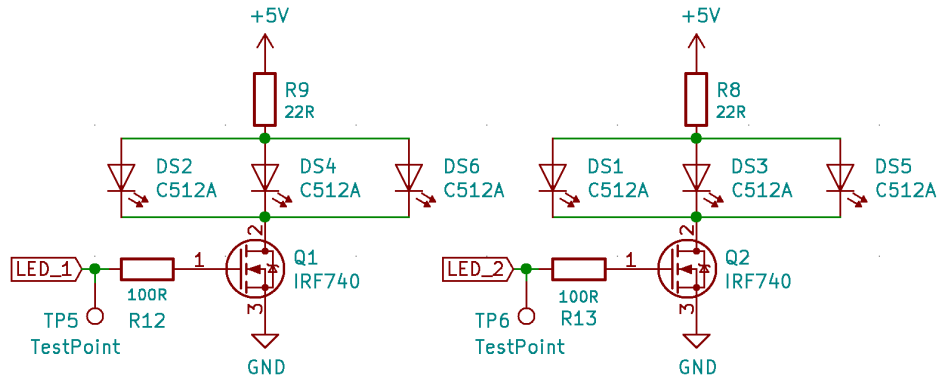 +5V
R9
22R
DS2
C512A
DS4
C512A
DS6
C512A
2
Q1
IRF740
LED_1
1
100R
R12
3
TP5
TestPoint
GND
+5V
R8
22R
DS1
C512A
DS3
C512A
DS5
C512A
2
Q2
IRF740
LED_2
1
100R
R13
3
TP6
TestPoint
GND